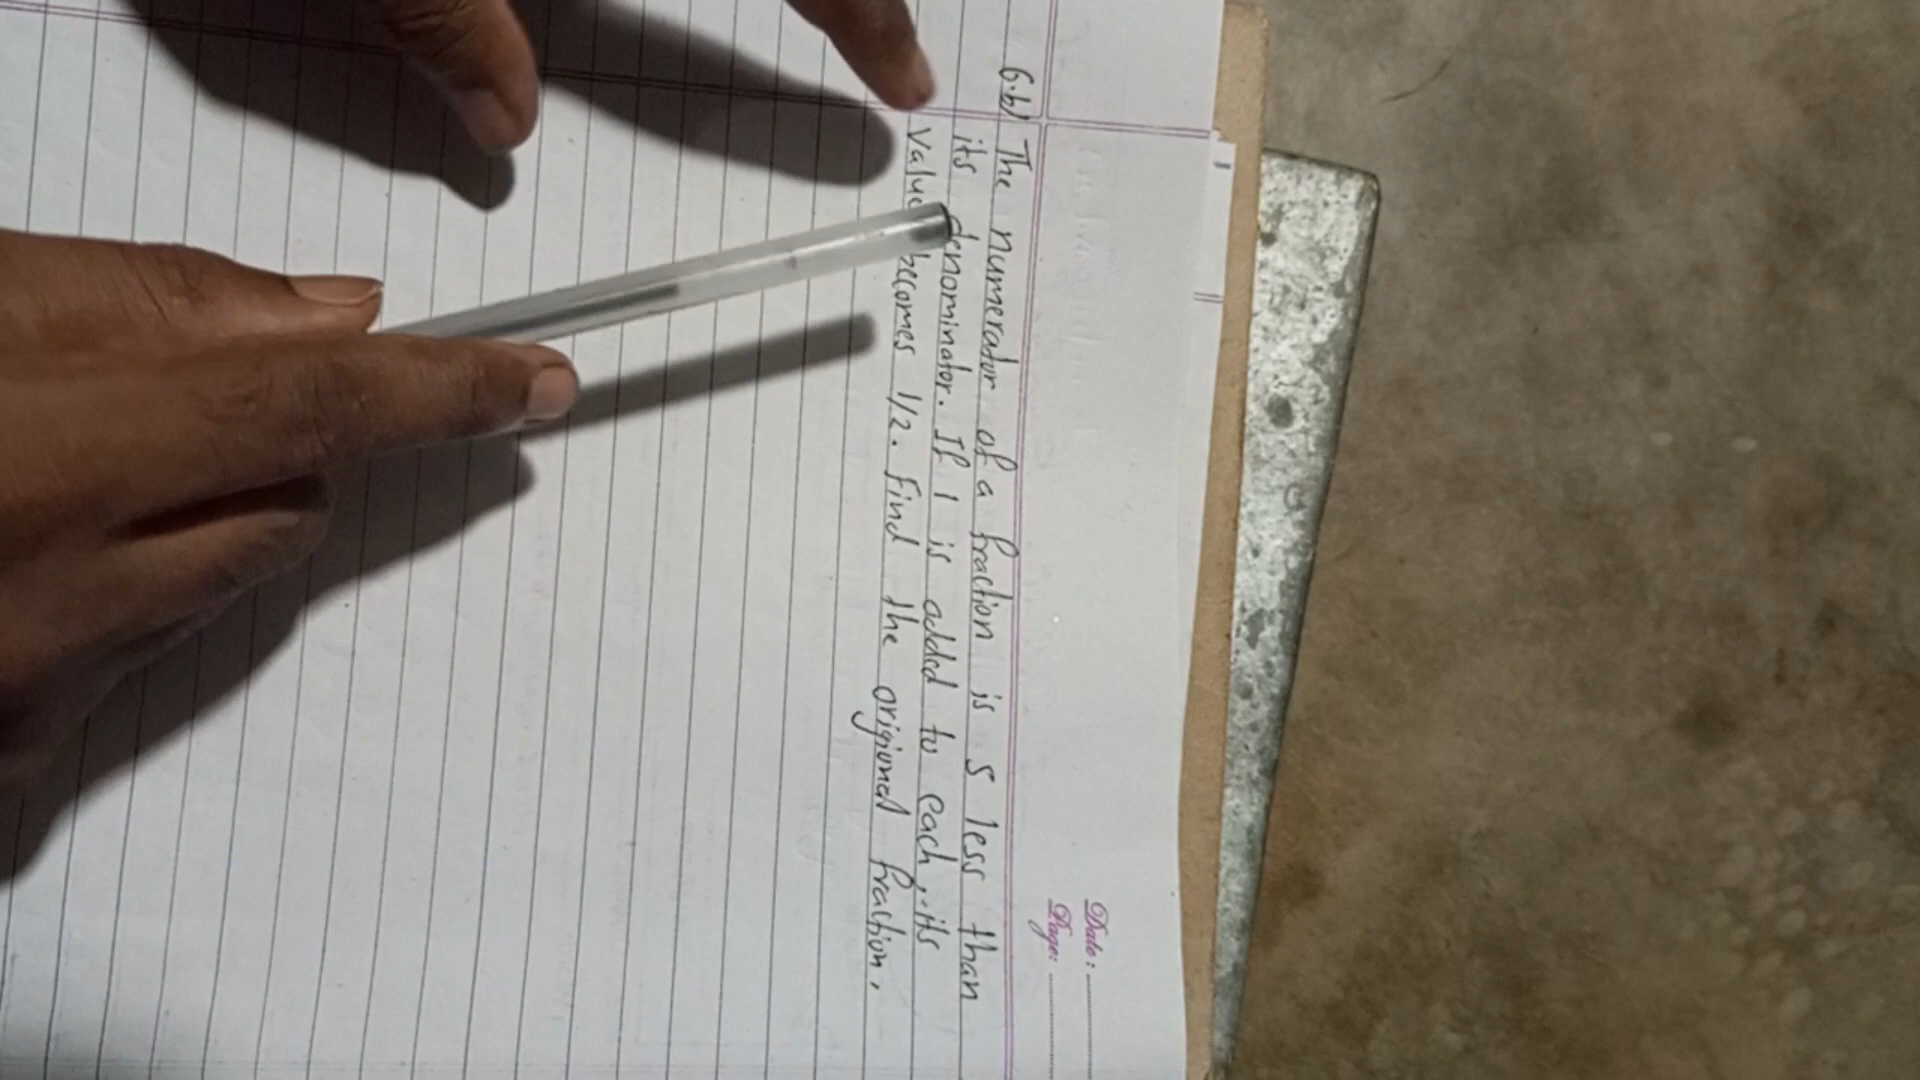 Date:
Page:
6.b) The numerator of a fraction is 5 less than
its denominator. If 1 is added to each, its
value becomes 1/2. Find the origional fraction.